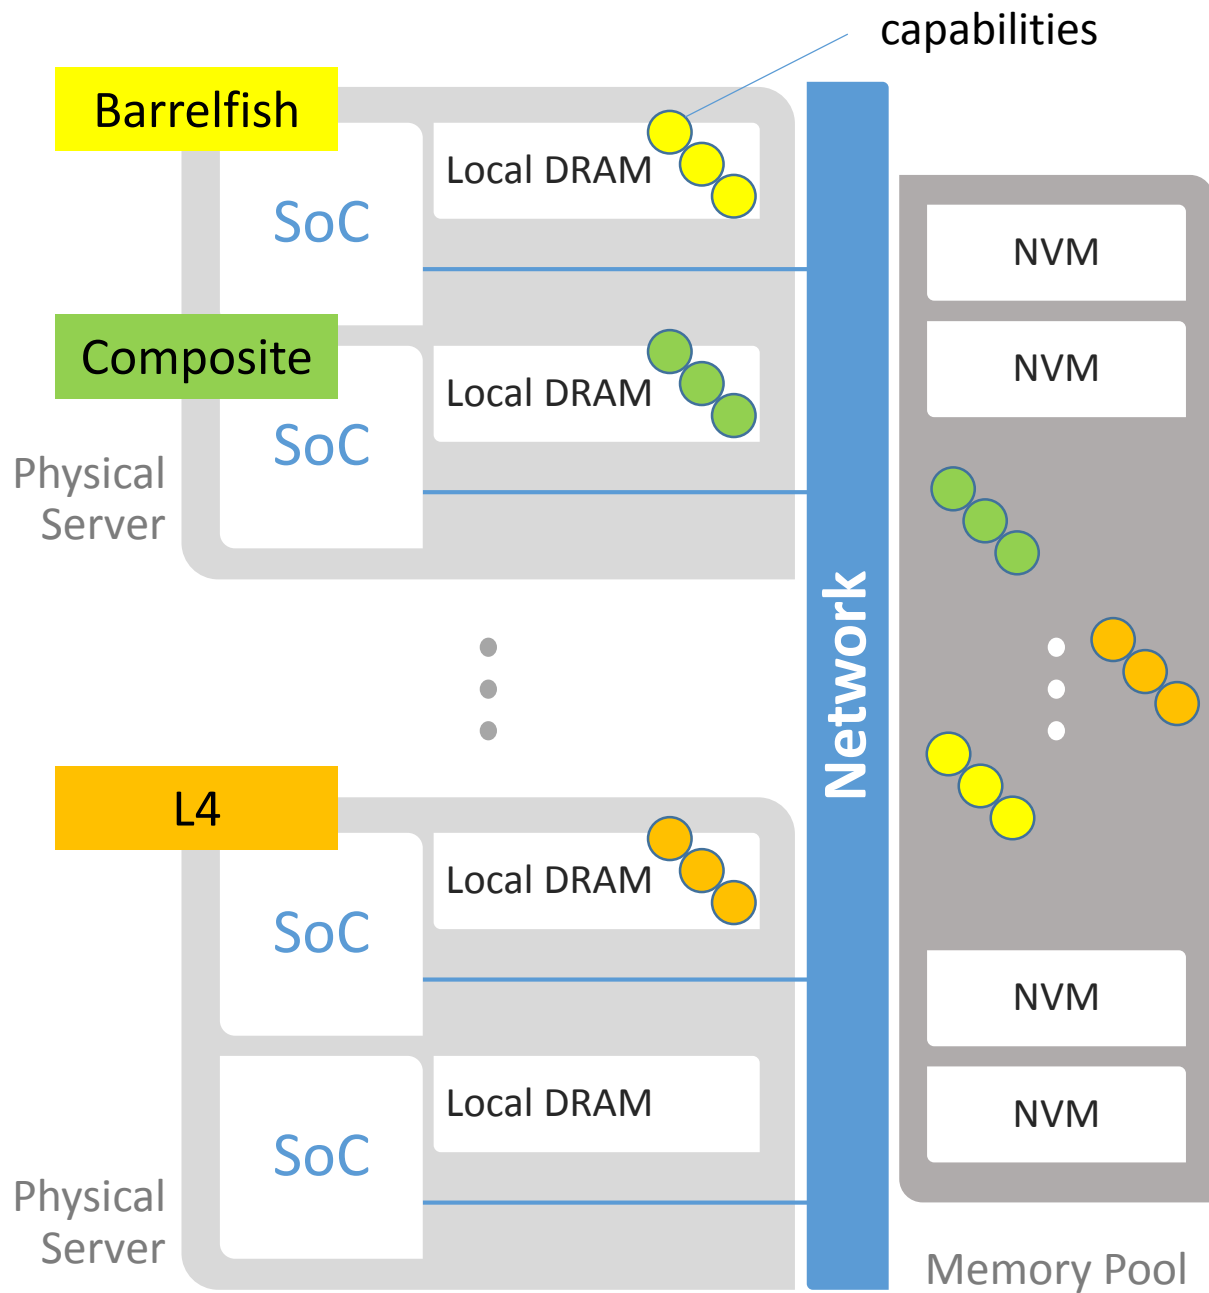 capabilities
Barrelfish
Local DRAM
SoC
NVM
Composite
NVM
Local DRAM
SoC
Physical
Server
Network
L4
Local DRAM
SoC
NVM
Local DRAM
NVM
SoC
Physical
Server
Memory Pool